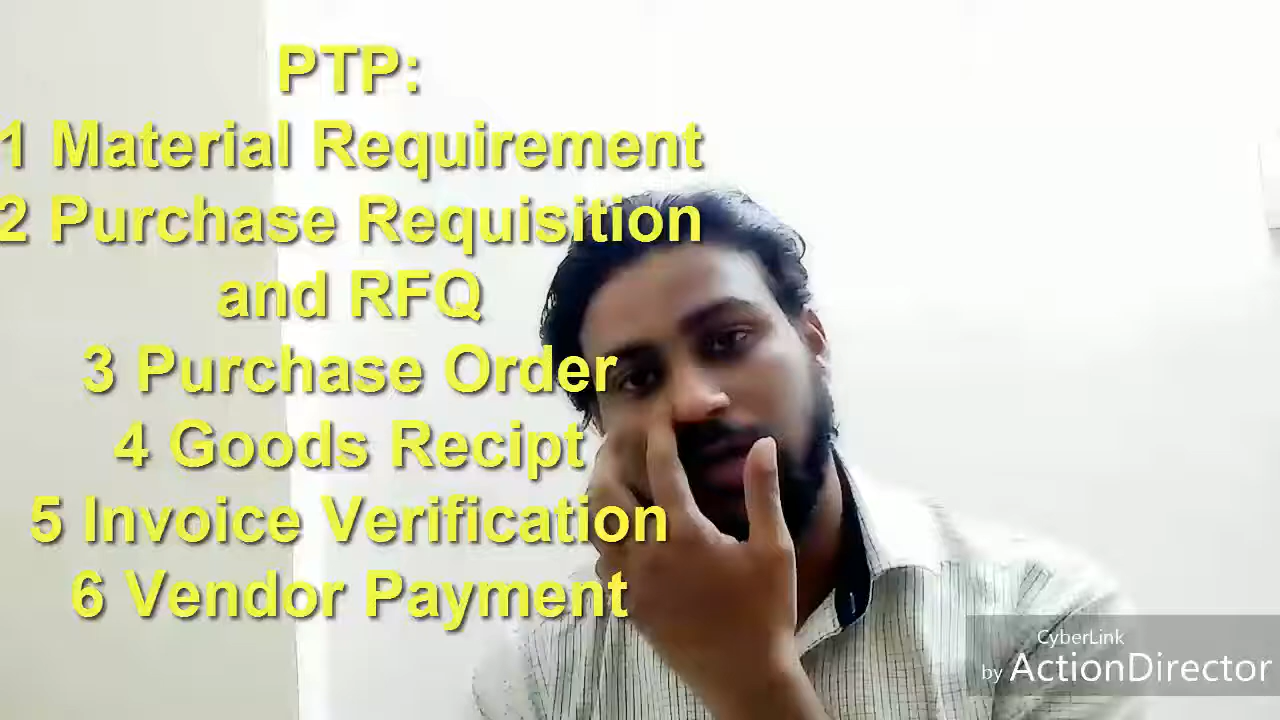 PTP:
1 Material Requirement
2 Purchase Requisition
and RFQ
3 Purchase Order
4 Goods Recipt
5 Invoice Verification
6 Vendor Payment
CyberLink
by ActionDirector